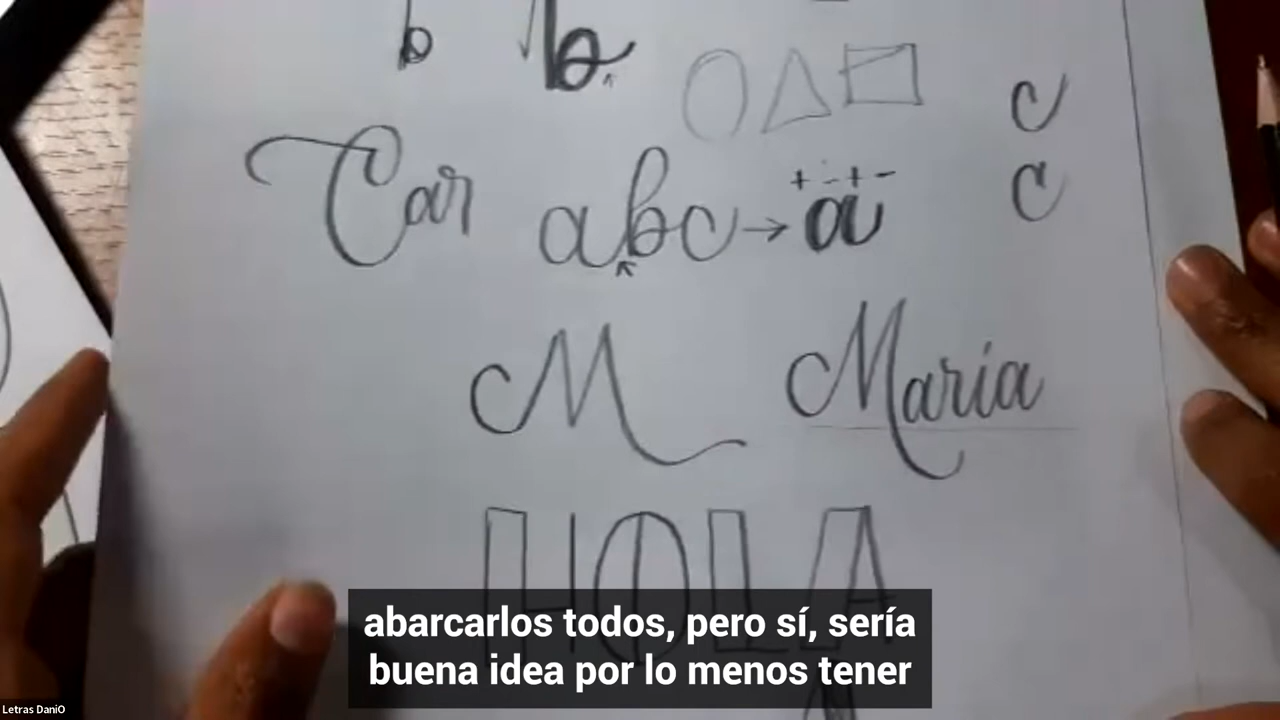 b b
c
Car abc → a
+ - + -
c
M María
HOLA
abarcarlos todos, pero sí, sería
buena idea por lo menos tener
Letras DaniO